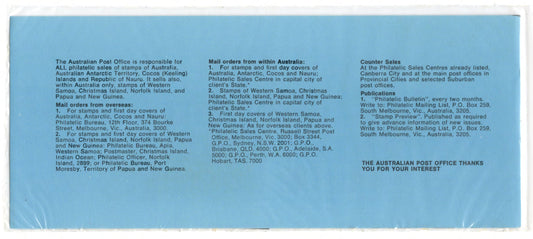 The Australian Post Office is responsible for
ALL philatelic sales of stamps of Australia,
Australian Antarctic Territory, Cocos (Keeling)
Islands and Republic of Nauru. It sells also,
within Australia only, stamps of Western
Samoa, Christmas Island, Norfolk Island, and
Papua and New Guinea.
Mail orders from overseas:
1. For stamps and first day covers of
Australia, Antarctic, Cocos and Nauru:
Philatelic Bureau, 12th Floor, 374 Bourke
Street, Melbourne, Vic., Australia, 3000.
2. For stamps and first day covers of Western
Samoa, Christmas Island, Norfolk Island, Papua
and New Guinea: Philatelic Bureau, Apia,
Western Samoa; Postmaster, Christmas Island,
Indian Ocean; Philatelic Officer, Norfolk
Island, 2899; or Philatelic Bureau, Port
Moresby, Territory of Papua and New Guinea.
Mail orders from within Australia:
1. For stamps and first day covers of
Australia, Antarctic, Cocos and Nauru;
Philatelic Sales Centre in capital city of
client's State.*
2. Stamps of Western Samoa, Christmas
Island, Norfolk Island, Papua and New Guinea;
Philatelic Sales Centre in capital city of
client's State.*
3. First day covers of Western Samoa,
Christmas Island, Norfolk Island, Papua and
New Guinea: As for overseas clients above.
*Philatelic Sales Centre, Russell Street Post
Office, Melbourne, Vic. 3000; Box 3344,
G.P.O., Sydney, N.S.W. 2001; G.P.O.,
Brisbane, QLD. 4000; G.P.O., Adelaide, S.A.
5000; G.P.O., Perth, W.A. 6000; G.P.O.
Hobart, TAS. 7000
Counter Sales
At the Philatelic Sales Centres already listed,
Canberra City and at the main post offices in
Provincial Cities and selected Suburban
post offices.
Publications
1. "Philatelic Bulletin", every two months.
Write to: Philatelic Mailing List, P.O. Box 259,
South Melbourne, Vic., Australia, 3205.
2. "Stamp Preview". Published as required
to give advance information of new issues.
Write to: Philatelic Mailing List, P.O. Box 259,
South Melbourne, Vic., Australia, 3205.
THE AUSTRALIAN POST OFFICE THANKS
YOU FOR YOUR INTEREST